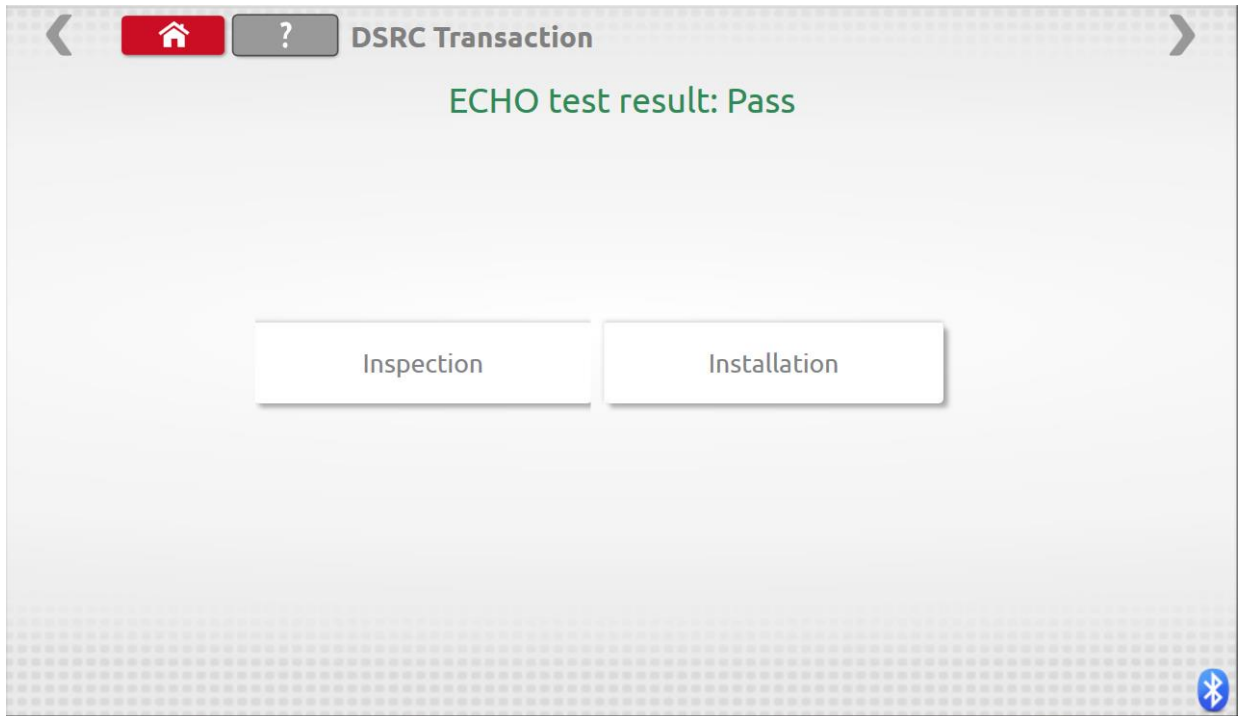 ? DSRC Transaction
ECHO test result: Pass
Inspection Installation